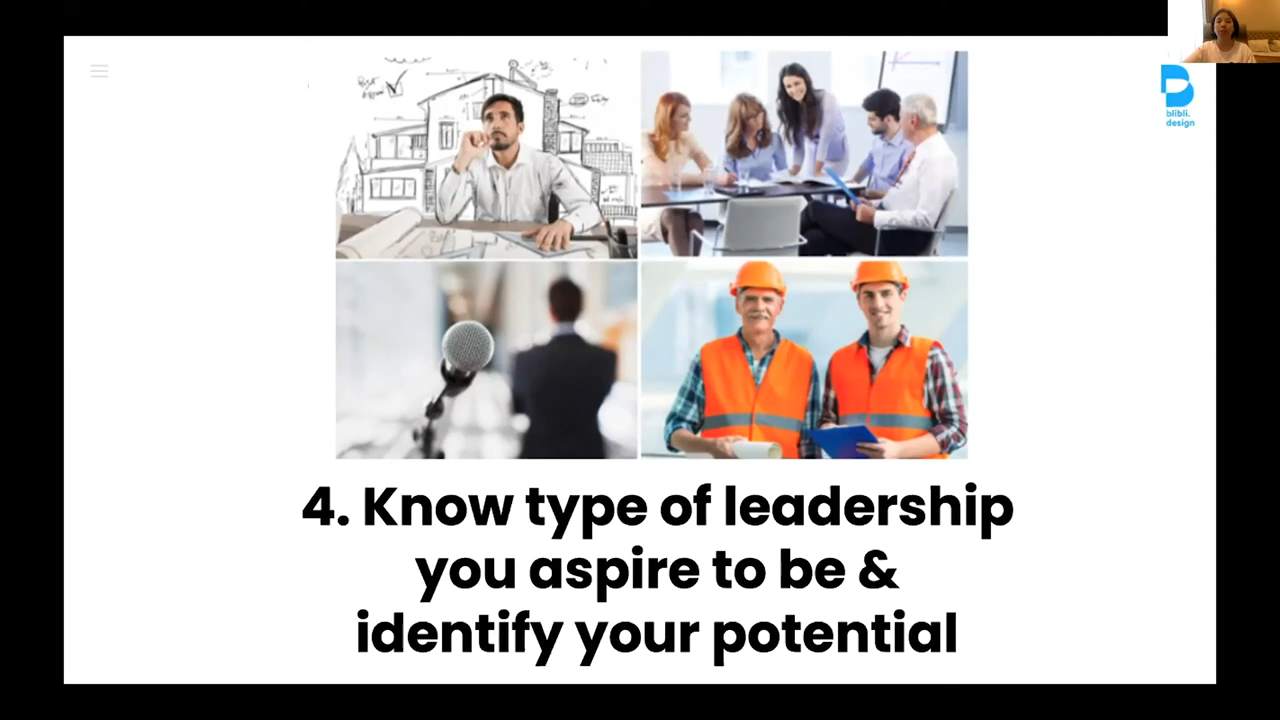 blibli.
design
4. Know type of leadership
you aspire to be &
identify your potential